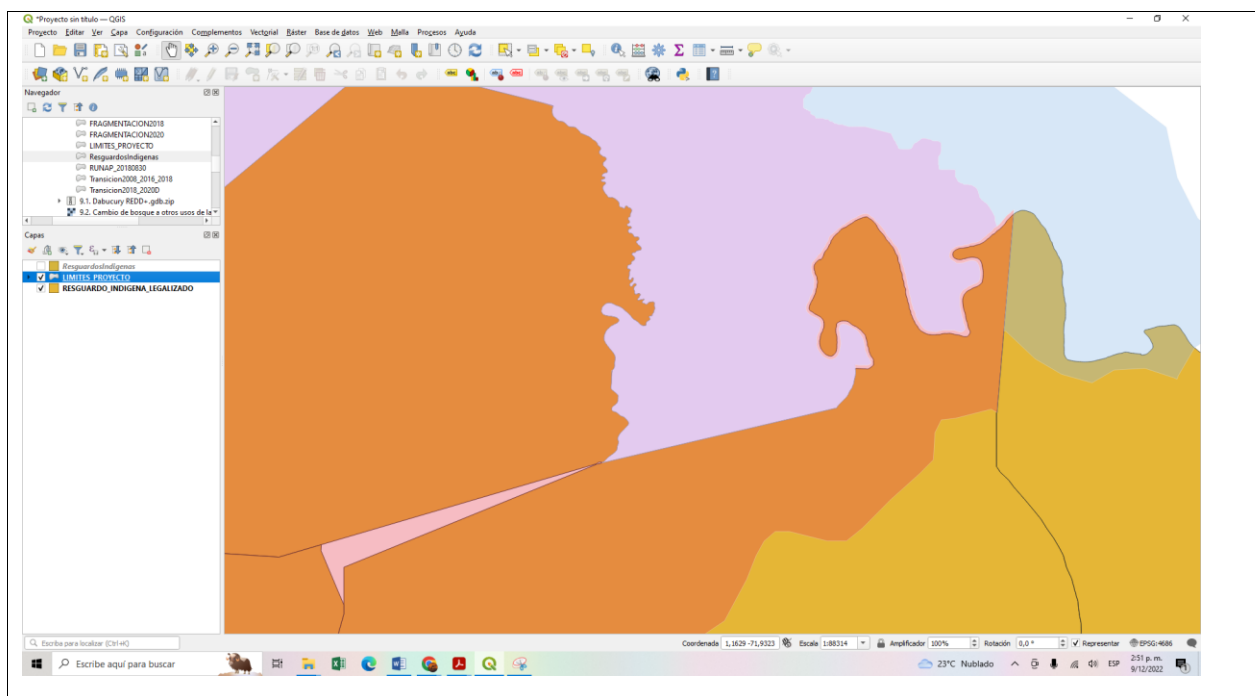 *Proyecto sin título — QGIS
Proyecto Editar Ver Capa Configuración Complementos Vectorial Ráster Base de datos Web Malla Procesos Ayuda
Navegador
FRAGMENTACION2018
FRAGMENTACION2020
LIMITES_PROYECTO
ResguardosIndigenas
RUNAP_20180830
Transicion2008_2016_2018
Transicion2018_2020D
9.1. Dabucury REDD+.gdb.zip
9.2. Cambio de bosque a otros usos de la
Capas
ResguardosIndigenas
LIMITES_PROYECTO
RESGUARDO_INDIGENA_LEGALIZADO
Escriba para localizar (Ctrl+K)
Coordenada 1,1629 -71,9323 Escala 1:88314 Amplificador 100% Rotación 0,0 ° Representar EPSG:4686
Escribe aquí para buscar
23°C Nublado ESP 2:51 p. m.
9/12/2022